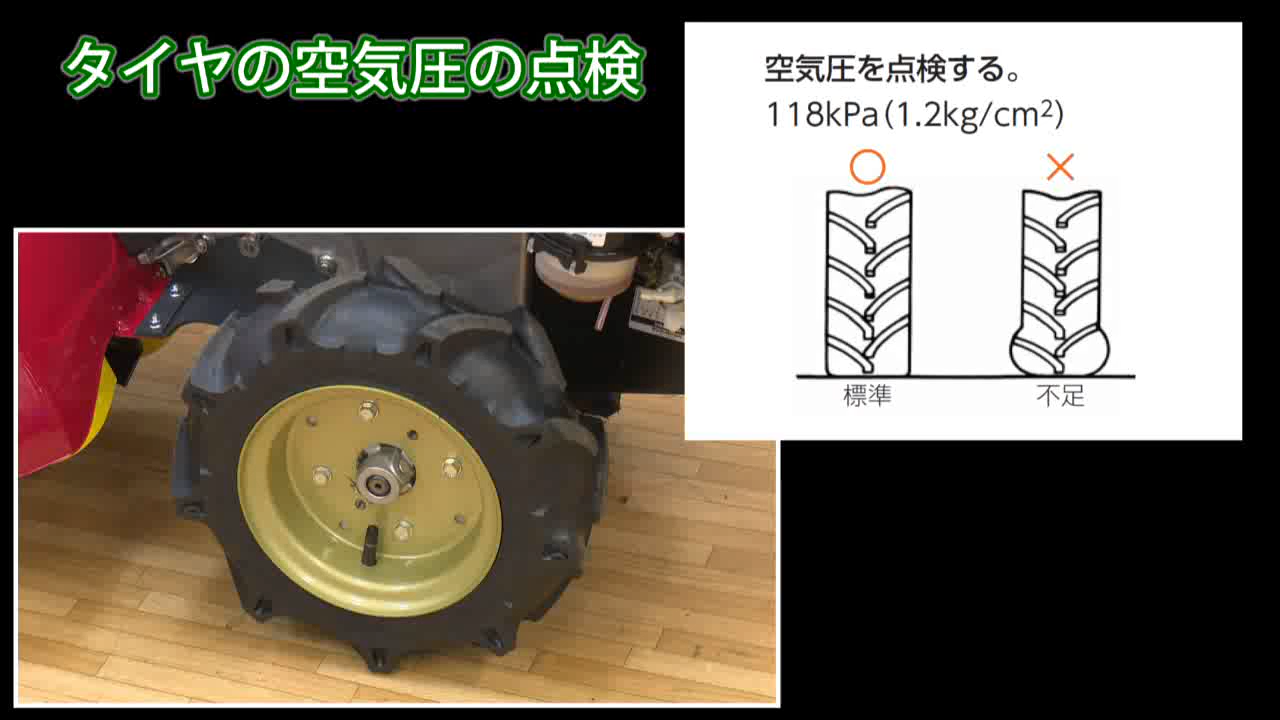 タイヤの空気圧の点検
空気圧を点検する。
118kPa(1.2kg/cm²)
○ ×
標準 不足